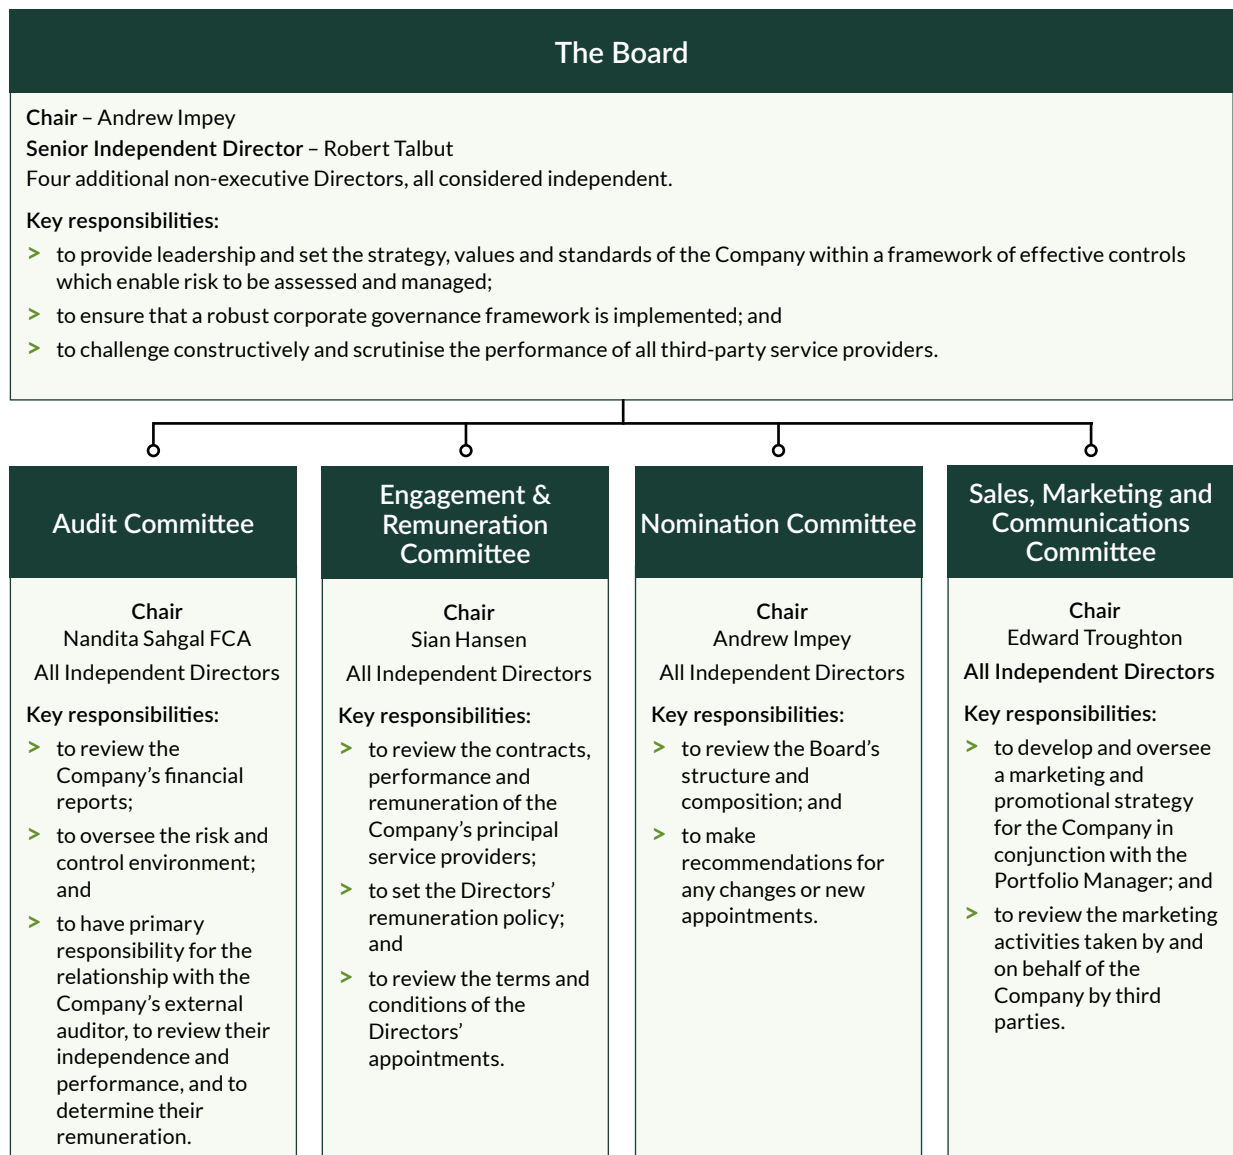 The Board
Chair – Andrew Impey
Senior Independent Director – Robert Talbut
Four additional non-executive Directors, all considered independent.
Key responsibilities:
> to provide leadership and set the strategy, values and standards of the Company within a framework of effective controls
which enable risk to be assessed and managed;
> to ensure that a robust corporate governance framework is implemented; and
> to challenge constructively and scrutinise the performance of all third-party service providers.
Audit Committee
Chair
Nandita Sahgal FCA
All Independent Directors
Key responsibilities:
> to review the
Company’s financial
reports;
> to oversee the risk and
control environment;
and
> to have primary
responsibility for the
relationship with the
Company’s external
auditor, to review their
independence and
performance, and to
determine their
remuneration.
Engagement &
Remuneration
Committee
Chair
Sian Hansen
All Independent Directors
Key responsibilities:
> to review the contracts,
performance and
remuneration of the
Company’s principal
service providers;
> to set the Directors’
remuneration policy;
and
> to review the terms and
conditions of the
Directors’
appointments.
Nomination Committee
Chair
Andrew Impey
All Independent Directors
Key responsibilities:
> to review the Board’s
structure and
composition; and
> to make
recommendations for
any changes or new
appointments.
Sales, Marketing and
Communications
Committee
Chair
Edward Troughton
All Independent Directors
Key responsibilities:
> to develop and oversee
a marketing and
promotional strategy
for the Company in
conjunction with the
Portfolio Manager; and
> to review the marketing
activities taken by and
on behalf of the
Company by third
parties.